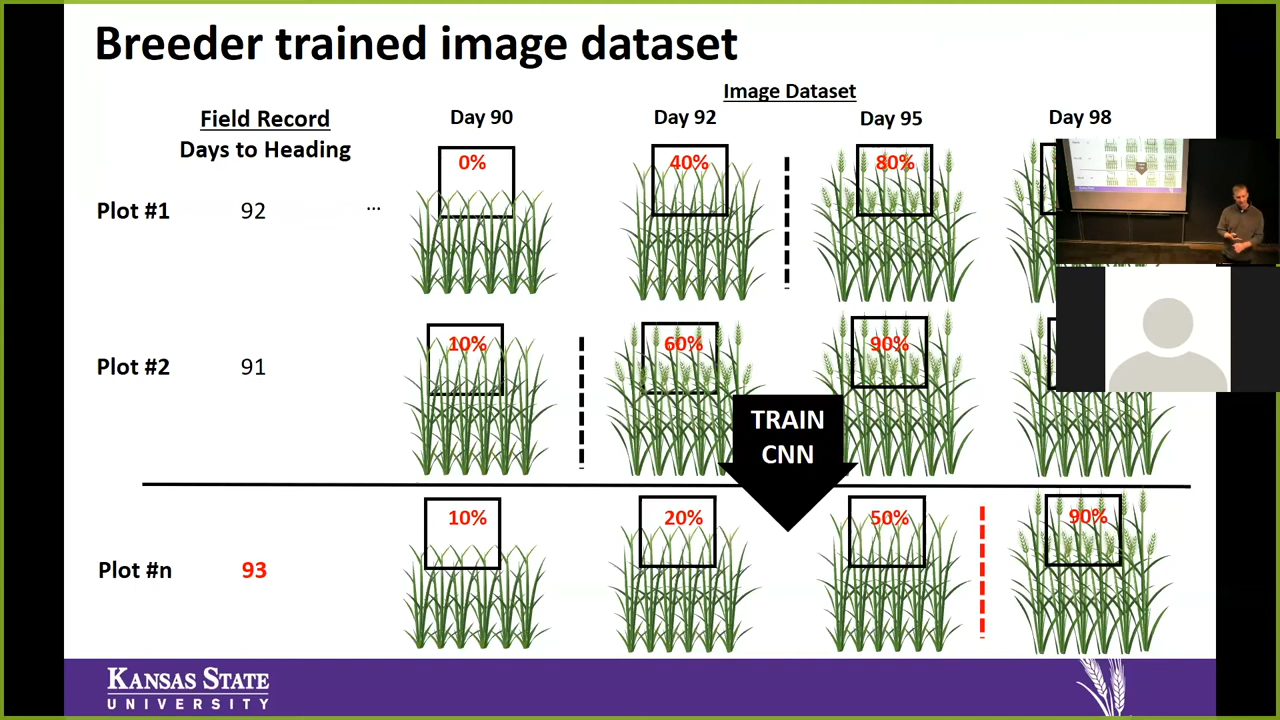 Breeder trained image dataset
Image Dataset
Field Record
Days to Heading
Day 90
Day 92
Day 95
Day 98
Plot #1
92
...
0%
40%
80%
Plot #2
91
10%
60%
90%
TRAIN
CNN
Plot #n
93
10%
20%
50%
90%
KANSAS STATE
UNIVERSITY